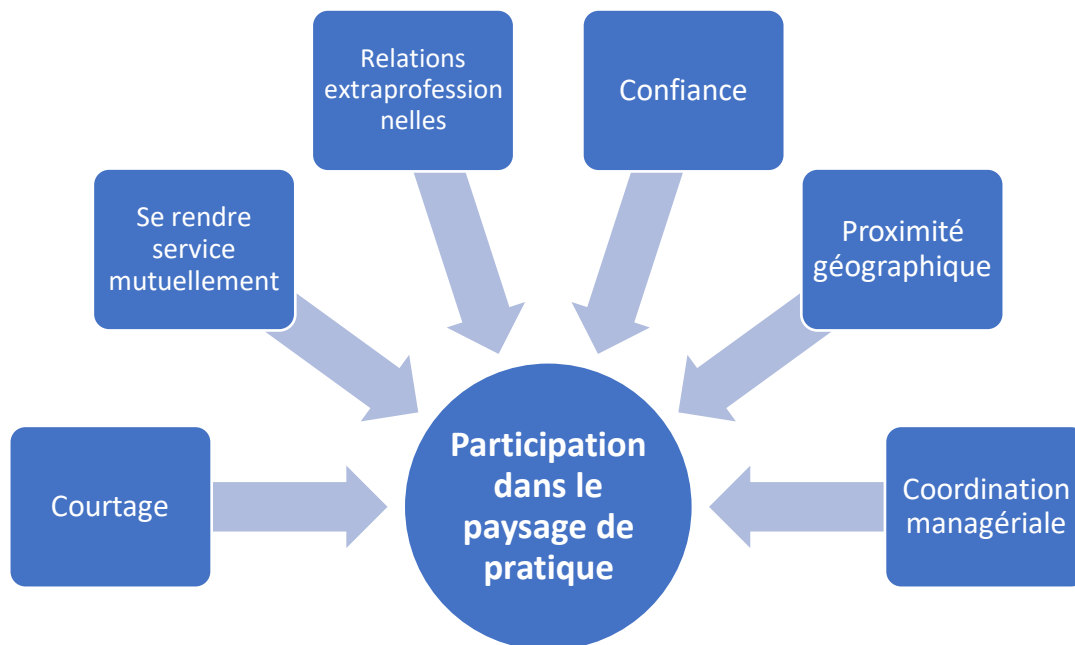 Relations
extraprofession
nelles
Confiance
Se rendre
service
mutuellement
Proximité
géographique
Courtage
Participation
dans le
paysage de
pratique
Coordination
managériale